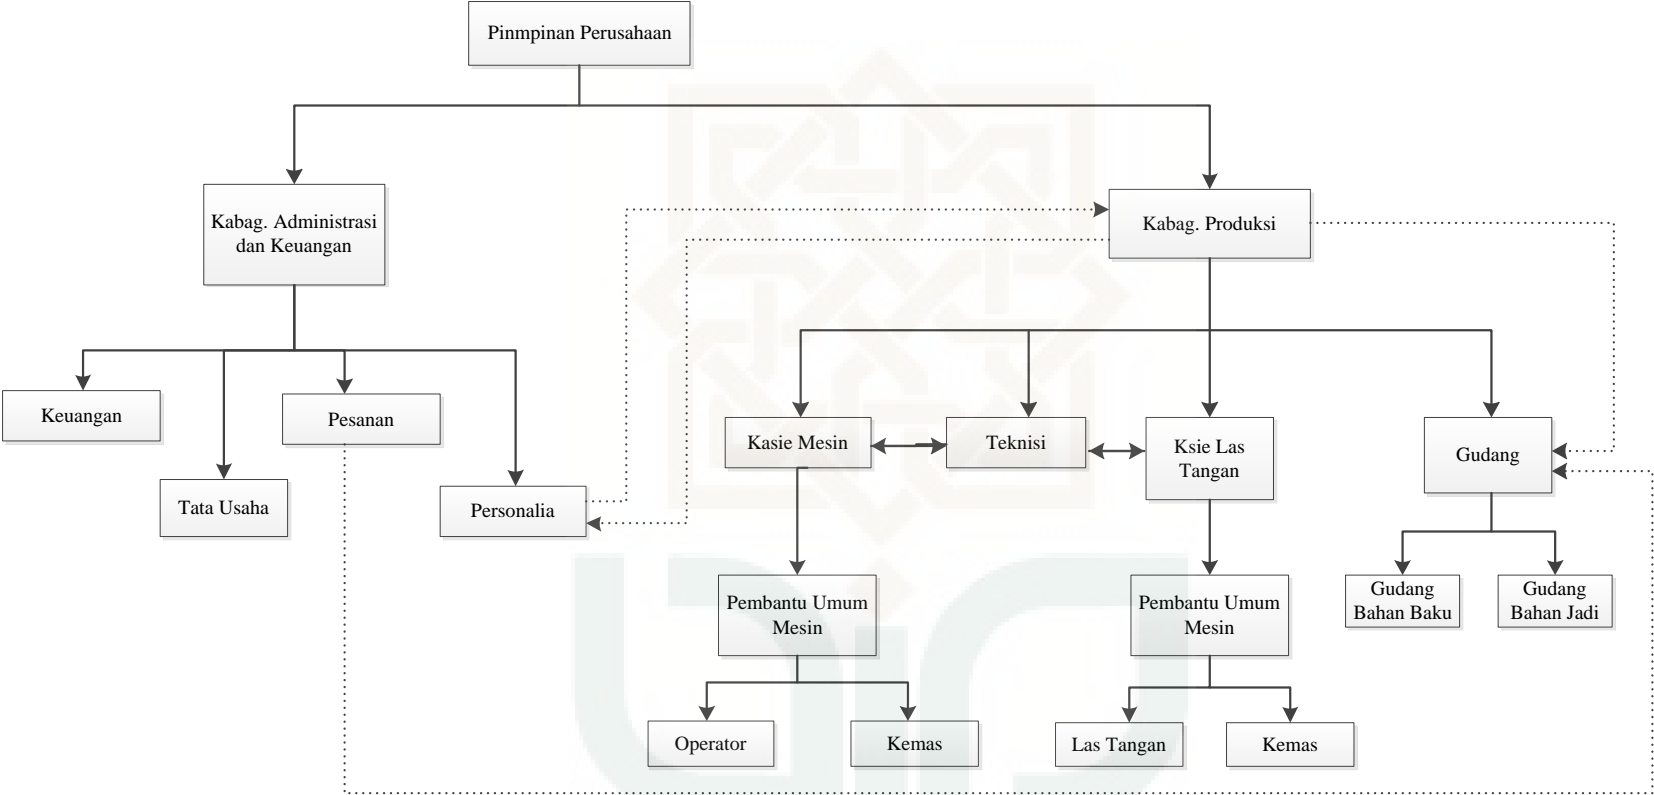 Pinmpinan Perusahaan
Kabag. Administrasi
dan Keuangan
Kabag. Produksi
Keuangan
Pesanan
Tata Usaha
Personalia
Kasie Mesin
Teknisi
Ksie Las
Tangan
Gudang
Pembantu Umum
Mesin
Pembantu Umum
Mesin
Gudang
Bahan Baku
Gudang
Bahan Jadi
Operator
Kemas
Las Tangan
Kemas